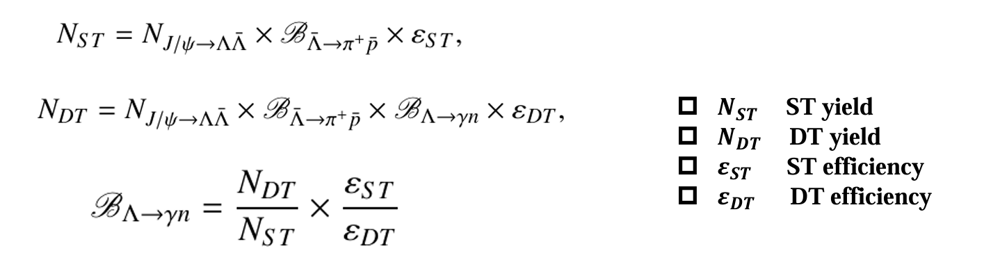 N_{ST} = N_{J/ψ→ΛΛ̄} × ℬ_{Λ̄→π⁺p̄} × ε_{ST},
N_{DT} = N_{J/ψ→ΛΛ̄} × ℬ_{Λ̄→π⁺p̄} × ℬ_{Λ→γn} × ε_{DT},
ℬ_{Λ→γn} = \frac{N_{DT}}{N_{ST}} × \frac{ε_{ST}}{ε_{DT}}
☐ N_{ST} ST yield
☐ N_{DT} DT yield
☐ ε_{ST} ST efficiency
☐ ε_{DT} DT efficiency